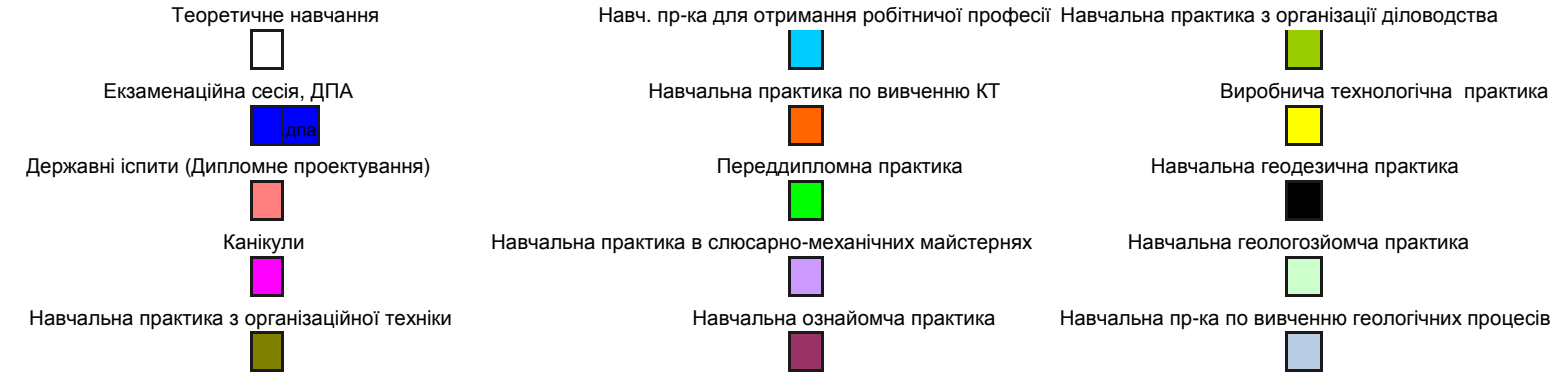 Теоретичне навчання
Навч. пр-ка для отримання робітничої професії
Навчальна практика з організації діловодства
Екзаменаційна сесія, ДПА
Навчальна практика по вивченню КТ
Виробнича технологічна практика
дпа
Державні іспити (Дипломне проектування)
Переддипломна практика
Навчальна геодезична практика
Канікули
Навчальна практика в слюсарно-механічних майстернях
Навчальна геологозйомча практика
Навчальна практика з організаційної техніки
Навчальна ознайомча практика
Навчальна пр-ка по вивченню геологічних процесів